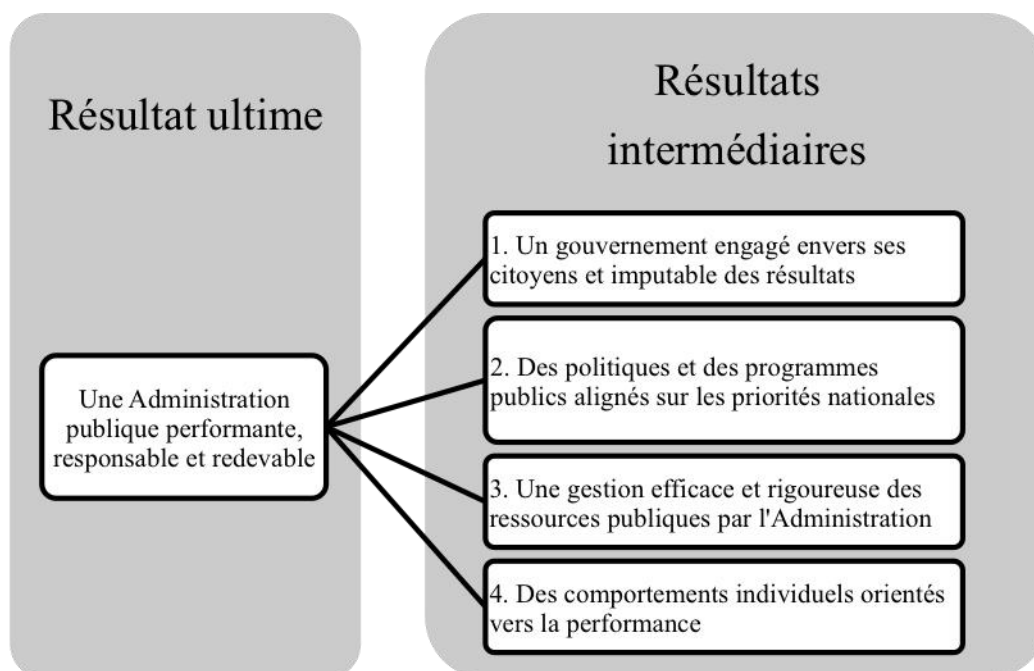 Résultat ultime
Une Administration
publique performante,
responsable et redevable
Résultats
intermédiaires
1. Un gouvernement engagé envers ses
citoyens et imputable des résultats
2. Des politiques et des programmes
publics alignés sur les priorités nationales
3. Une gestion efficace et rigoureuse des
ressources publiques par l'Administration
4. Des comportements individuels orientés
vers la performance